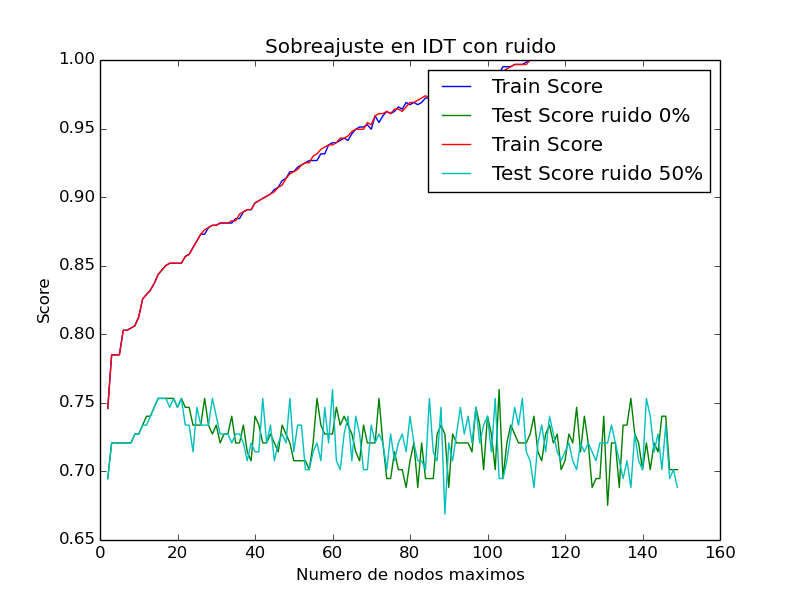 Sobreajuste en IDT con ruido
Train Score
Test Score ruido 0%
Train Score
Test Score ruido 50%
Score
1.00
0.95
0.90
0.85
0.80
0.75
0.70
0.65
0 20 40 60 80 100 120 140 160
Numero de nodos maximos